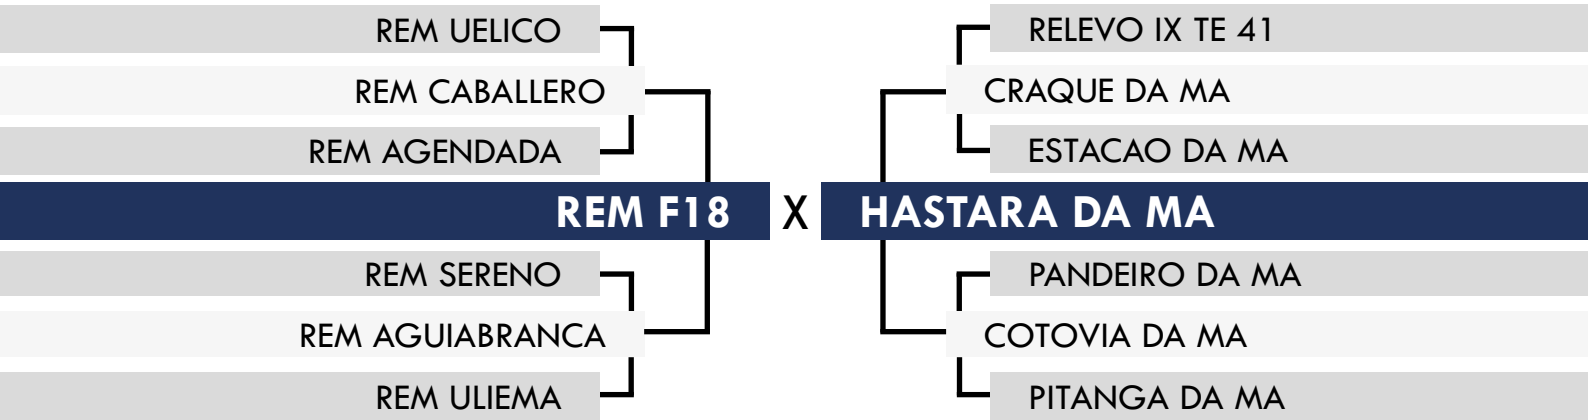 REM UELICO
RELEVO IX TE 41
REM CABALLERO
CRAQUE DA MA
REM AGENDADA
ESTACAO DA MA
REM F18 X HASTARA DA MA
REM SERENO
PANDEIRO DA MA
REM AGUIABRANCA
COTOVIA DA MA
REM ULIEMA
PITANGA DA MA